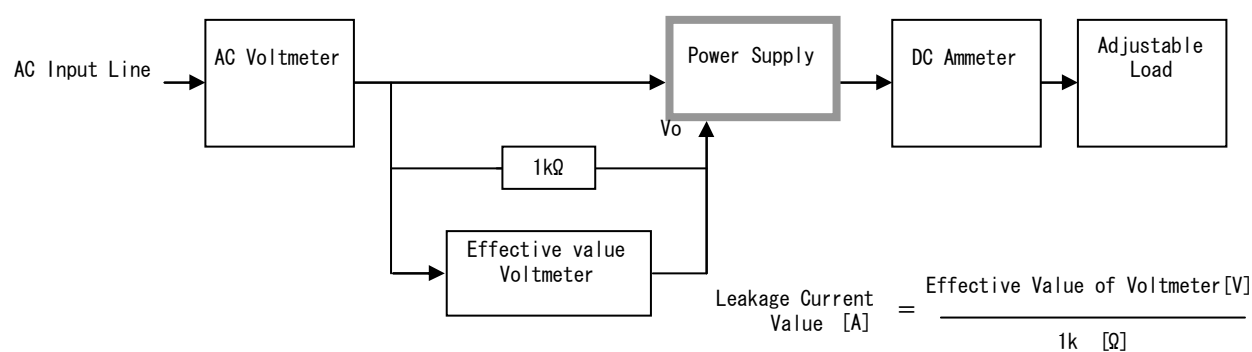 AC Input Line
AC Voltmeter
Power Supply
DC Ammeter
Adjustable
Load
Vo
1kΩ
Effective value
Voltmeter
Leakage Current
Value [A]
=
Effective Value of Voltmeter[V]
1k [Ω]